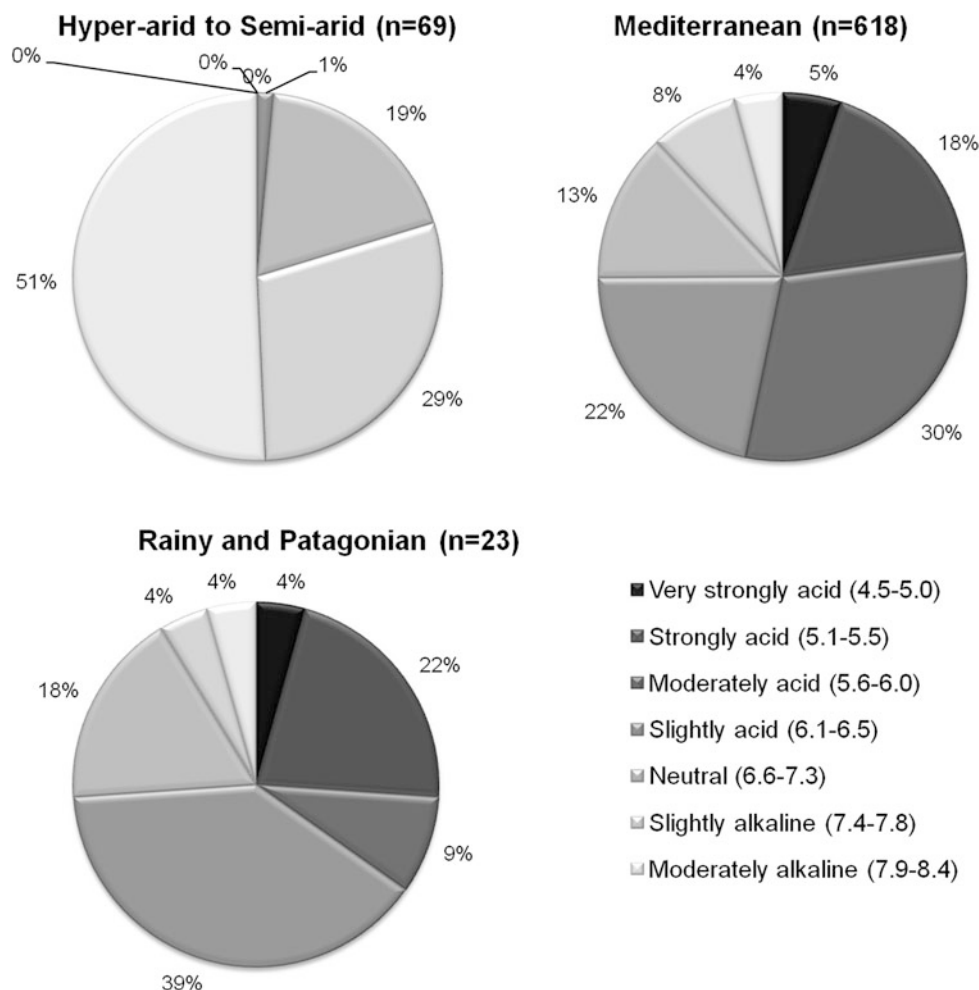 Hyper-arid to Semi-arid (n=69)
0%
0%
0%
1%
19%
29%
51%
Mediterranean (n=618)
5%
18%
30%
22%
13%
8%
4%
Rainy and Patagonian (n=23)
4%
22%
9%
39%
18%
4%
4%
Very strongly acid (4.5-5.0)
Strongly acid (5.1-5.5)
Moderately acid (5.6-6.0)
Slightly acid (6.1-6.5)
Neutral (6.6-7.3)
Slightly alkaline (7.4-7.8)
Moderately alkaline (7.9-8.4)